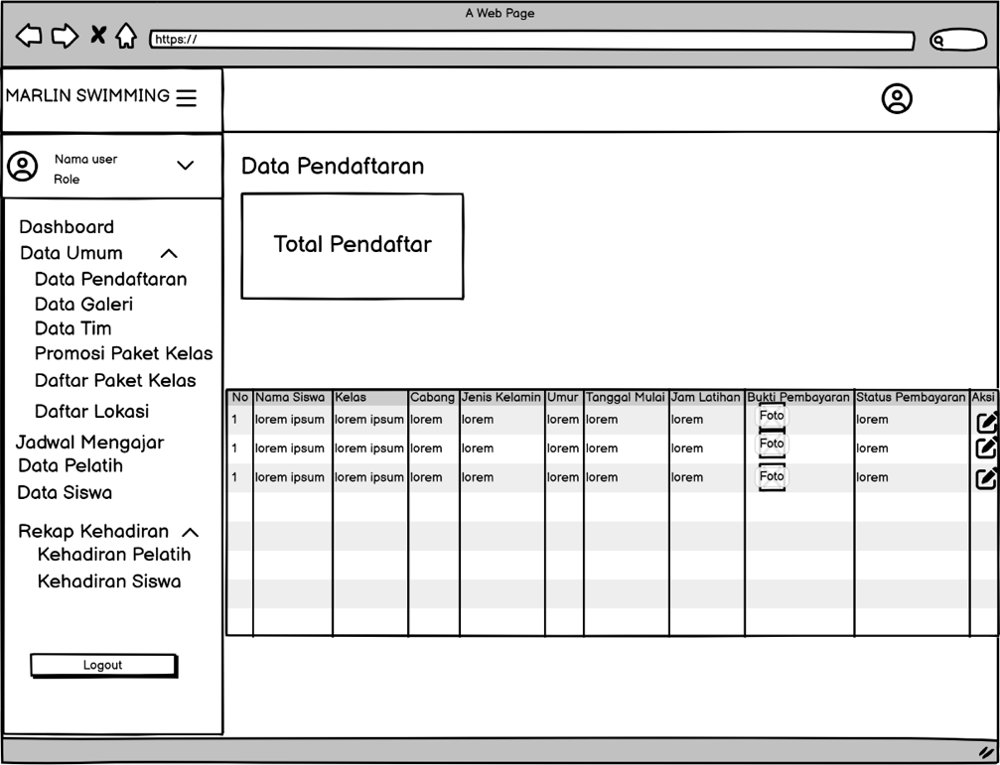 A Web Page
https://
MARLIN SWIMMING
Nama user
Role
Dashboard
Data Umum
Data Pendaftaran
Data Galeri
Data Tim
Promosi Paket Kelas
Daftar Paket Kelas
Daftar Lokasi
Jadwal Mengajar
Data Pelatih
Data Siswa
Rekap Kehadiran
Kehadiran Pelatih
Kehadiran Siswa
Logout
Data Pendaftaran
Total Pendaftar
No Nama Siswa Kelas Cabang Jenis Kelamin Umur Tanggal Mulai Jam Latihan Bukti Pembayaran Status Pembayaran Aksi
1 lorem ipsum lorem ipsum lorem lorem lorem lorem lorem Foto lorem
1 lorem ipsum lorem ipsum lorem lorem lorem lorem lorem Foto lorem
1 lorem ipsum lorem ipsum lorem lorem lorem lorem lorem Foto lorem